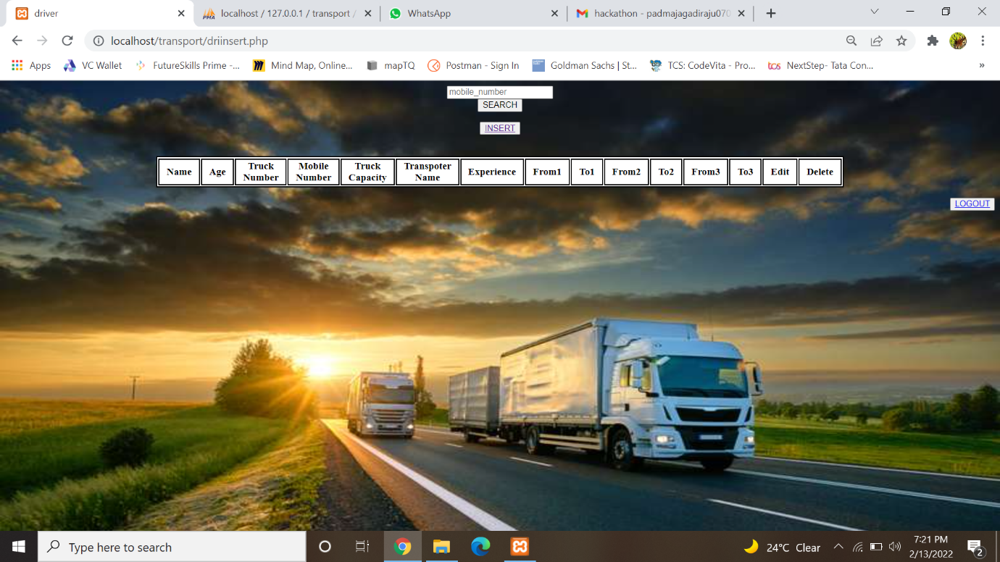 driver
localhost / 127.0.0.1 / transport /
WhatsApp
hackathon - padmajagadiraju070
localhost/transport/driinsert.php
Apps
VC Wallet
FutureSkills Prime -...
Mind Map, Online...
mapTQ
Postman - Sign In
Goldman Sachs | St...
TCS: CodeVita - Pro...
NextStep- Tata Con...
»
mobile_number
SEARCH
INSERT
Name Age Truck Number Mobile Number Truck Capacity Transpoter Name Experience From1 To1 From2 To2 From3 To3 Edit Delete
LOGOUT
Type here to search
24°C Clear
7:21 PM
2/13/2022
2